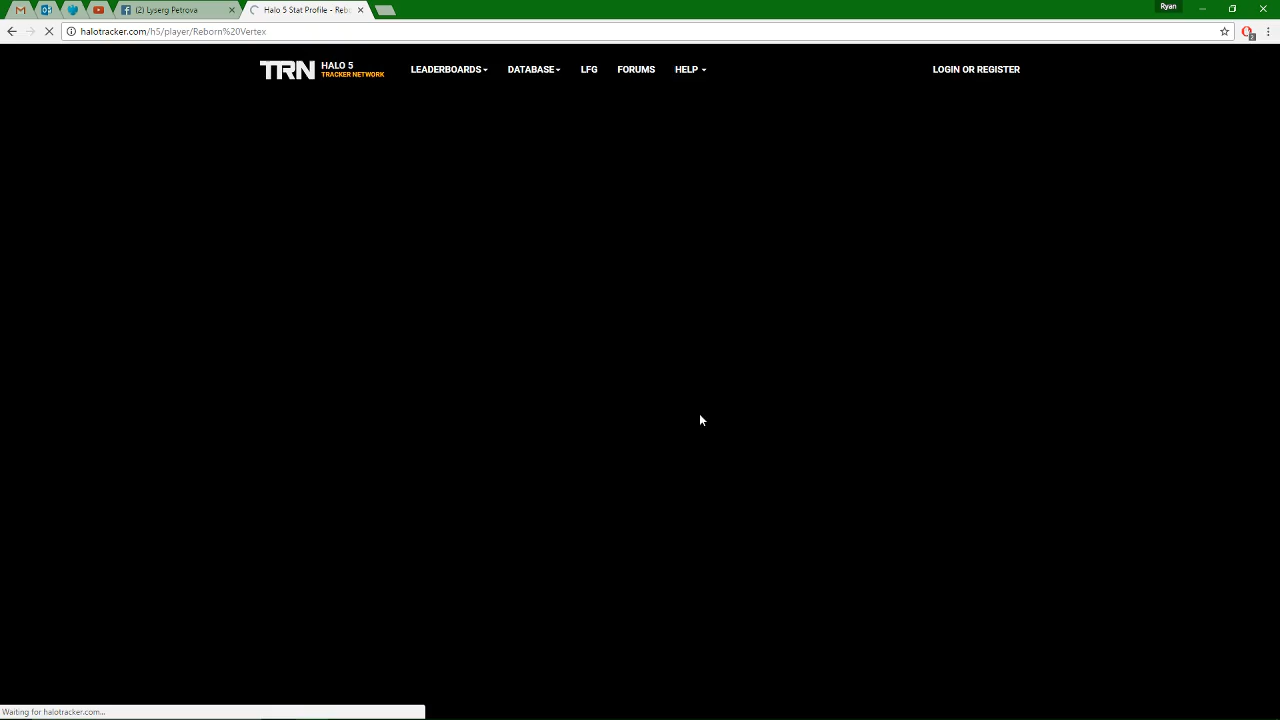 (2) Lyserg Petrova
Halo 5 Stat Profile - Reb
Ryan
halotracker.com/h5/player/Reborn%20Vertex
2
TRN HALO 5
TRACKER NETWORK
LEADERBOARDS
DATABASE
LFG
FORUMS
HELP
LOGIN OR REGISTER
Waiting for halotracker.com...